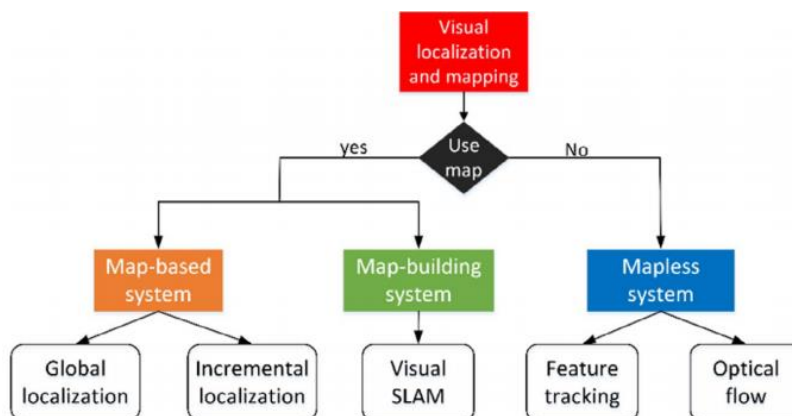 Visual
localization
and mapping
yes
Use
map
No
Map-based
system
Map-building
system
Mapless
system
Global
localization
Incremental
localization
Visual
SLAM
Feature
tracking
Optical
flow